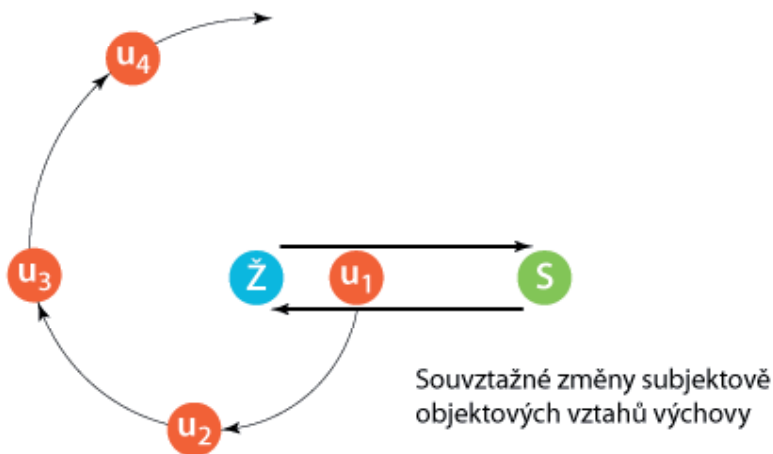 u4
u3
Ž
u1
S
u2
Souvztažné změny subjektově
objektových vztahů výchovy